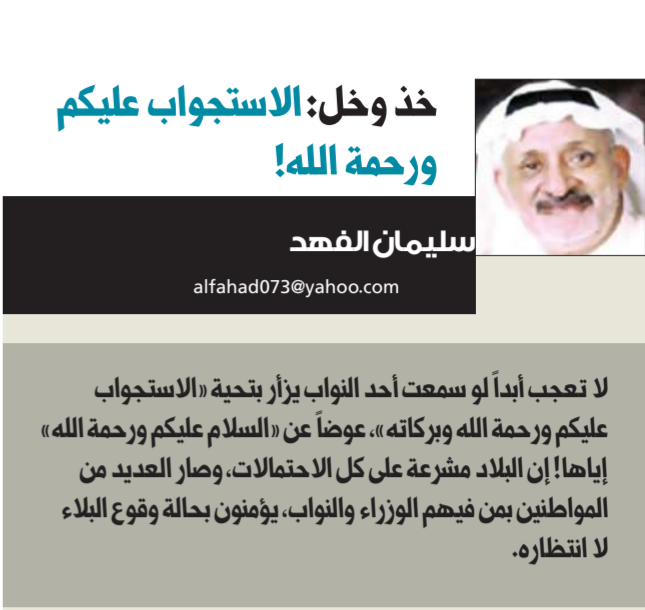 خذ وخل: الاستجواب عليكم
ورحمة الله!
سليمان الفهد
alfahad073@yahoo.com
لا تعجب أبداً لو سمعت أحد النواب يزأر بتحية «الاستجواب
عليكم ورحمة الله وبركاته»، عوضاً عن «السلام عليكم ورحمة الله»
إياها! إن البلاد مشرعة على كل الاحتمالات، وصار العديد من
المواطنين بمن فيهم الوزراء والنواب، يؤمنون بحالة وقوع البلاء
لا انتظاره.